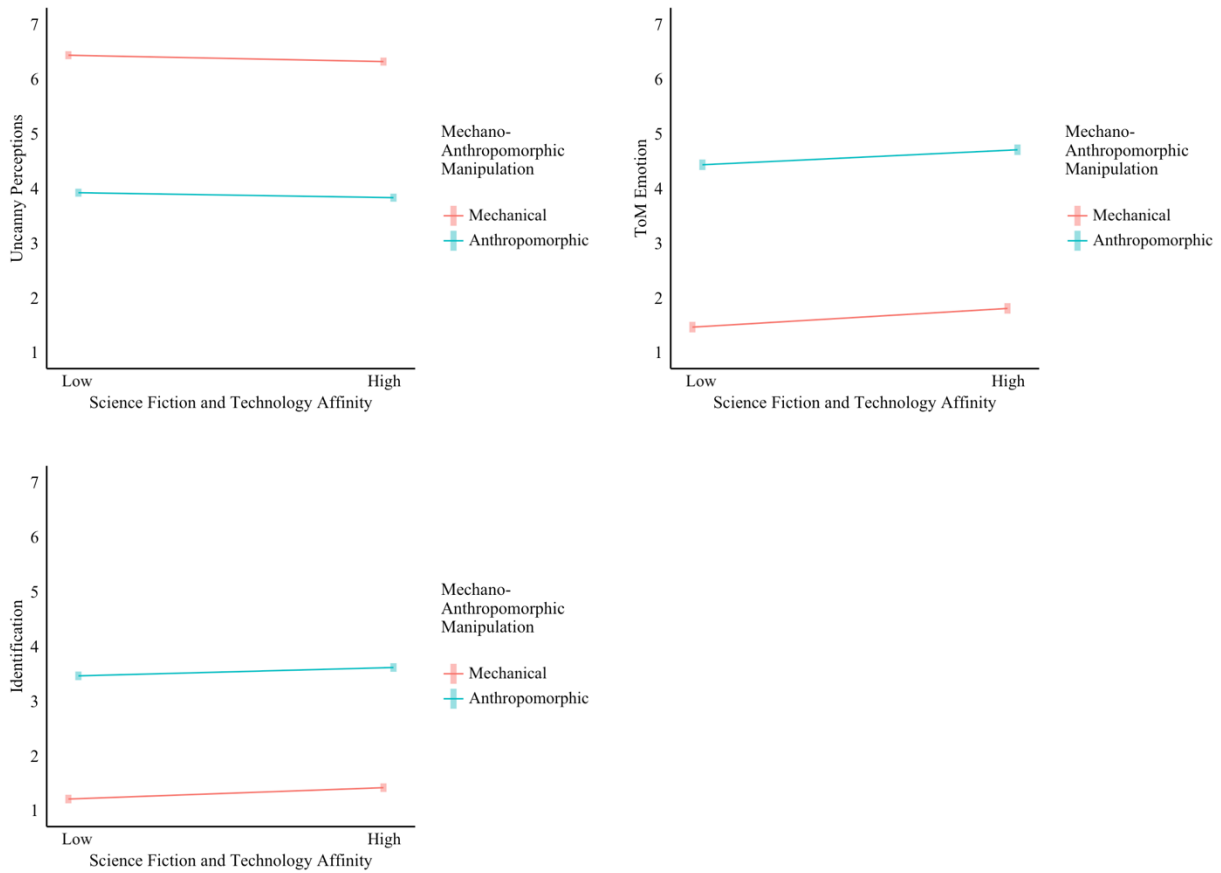 7
6
5
4
3
2
1
Uncanny Perceptions
Low High
Science Fiction and Technology Affinity
Mechano-
Anthropomorphic
Manipulation
Mechanical
Anthropomorphic
7
6
5
4
3
2
1
ToM Emotion
Low High
Science Fiction and Technology Affinity
Mechano-
Anthropomorphic
Manipulation
Mechanical
Anthropomorphic
7
6
5
4
3
2
1
Identification
Low High
Science Fiction and Technology Affinity
Mechano-
Anthropomorphic
Manipulation
Mechanical
Anthropomorphic